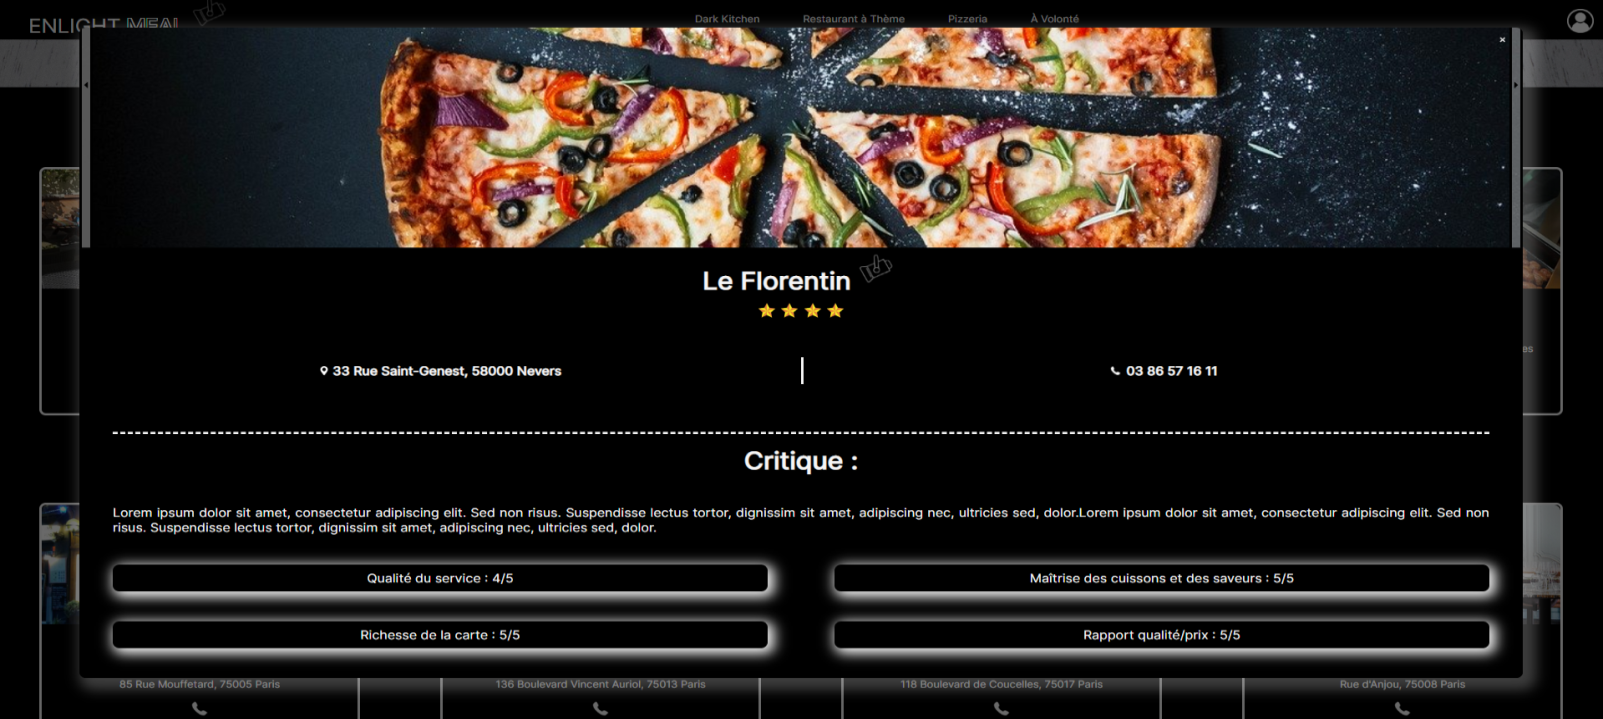 ENLIGHT MEAL
Dark Kitchen
Restaurant à Thème
Pizzeria
À Volonté
×
Le Florentin
33 Rue Saint-Genest, 58000 Nevers
03 86 57 16 11
Critique :
Lorem ipsum dolor sit amet, consectetur adipiscing elit. Sed non risus. Suspendisse lectus tortor, dignissim sit amet, adipiscing nec, ultricies sed, dolor.Lorem ipsum dolor sit amet, consectetur adipiscing elit. Sed non
risus. Suspendisse lectus tortor, dignissim sit amet, adipiscing nec, ultricies sed, dolor.
Qualité du service : 4/5
Maîtrise des cuissons et des saveurs : 5/5
Richesse de la carte : 5/5
Rapport qualité/prix : 5/5
85 Rue Mouffetard, 75005 Paris
136 Boulevard Vincent Auriol, 75013 Paris
118 Boulevard de Coucelles, 75017 Paris
Rue d'Anjou, 75008 Paris